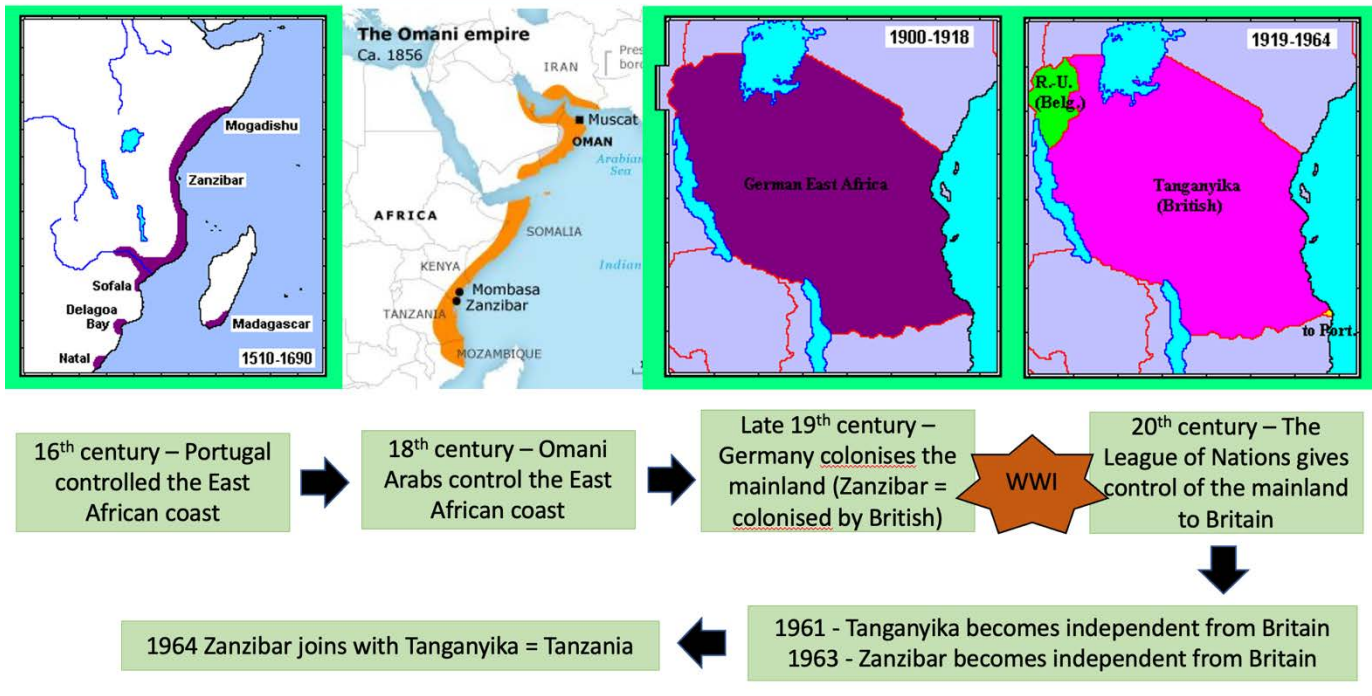 Mogadishu
Zanzibar
Sofala
Delagoa
Bay
Natal
Madagascar
1510-1690
The Omani empire
Ca. 1856
Pres
bord
IRAN
Muscat
OMAN
Arabian
Sea
AFRICA
SOMALIA
Indian
KENYA
Mombasa
Zanzibar
TANZANIA
MOZAMBIQUE
1900-1918
German East Africa
1919-1964
R.-U.
(Belg.)
Tanganyika
(British)
to Port.
16th century – Portugal
controlled the East
African coast
18th century – Omani
Arabs control the East
African coast
Late 19th century –
Germany colonises the
mainland (Zanzibar =
colonised by British)
WWI
20th century – The
League of Nations gives
control of the mainland
to Britain
1961 - Tanganyika becomes independent from Britain
1963 - Zanzibar becomes independent from Britain
1964 Zanzibar joins with Tanganyika = Tanzania